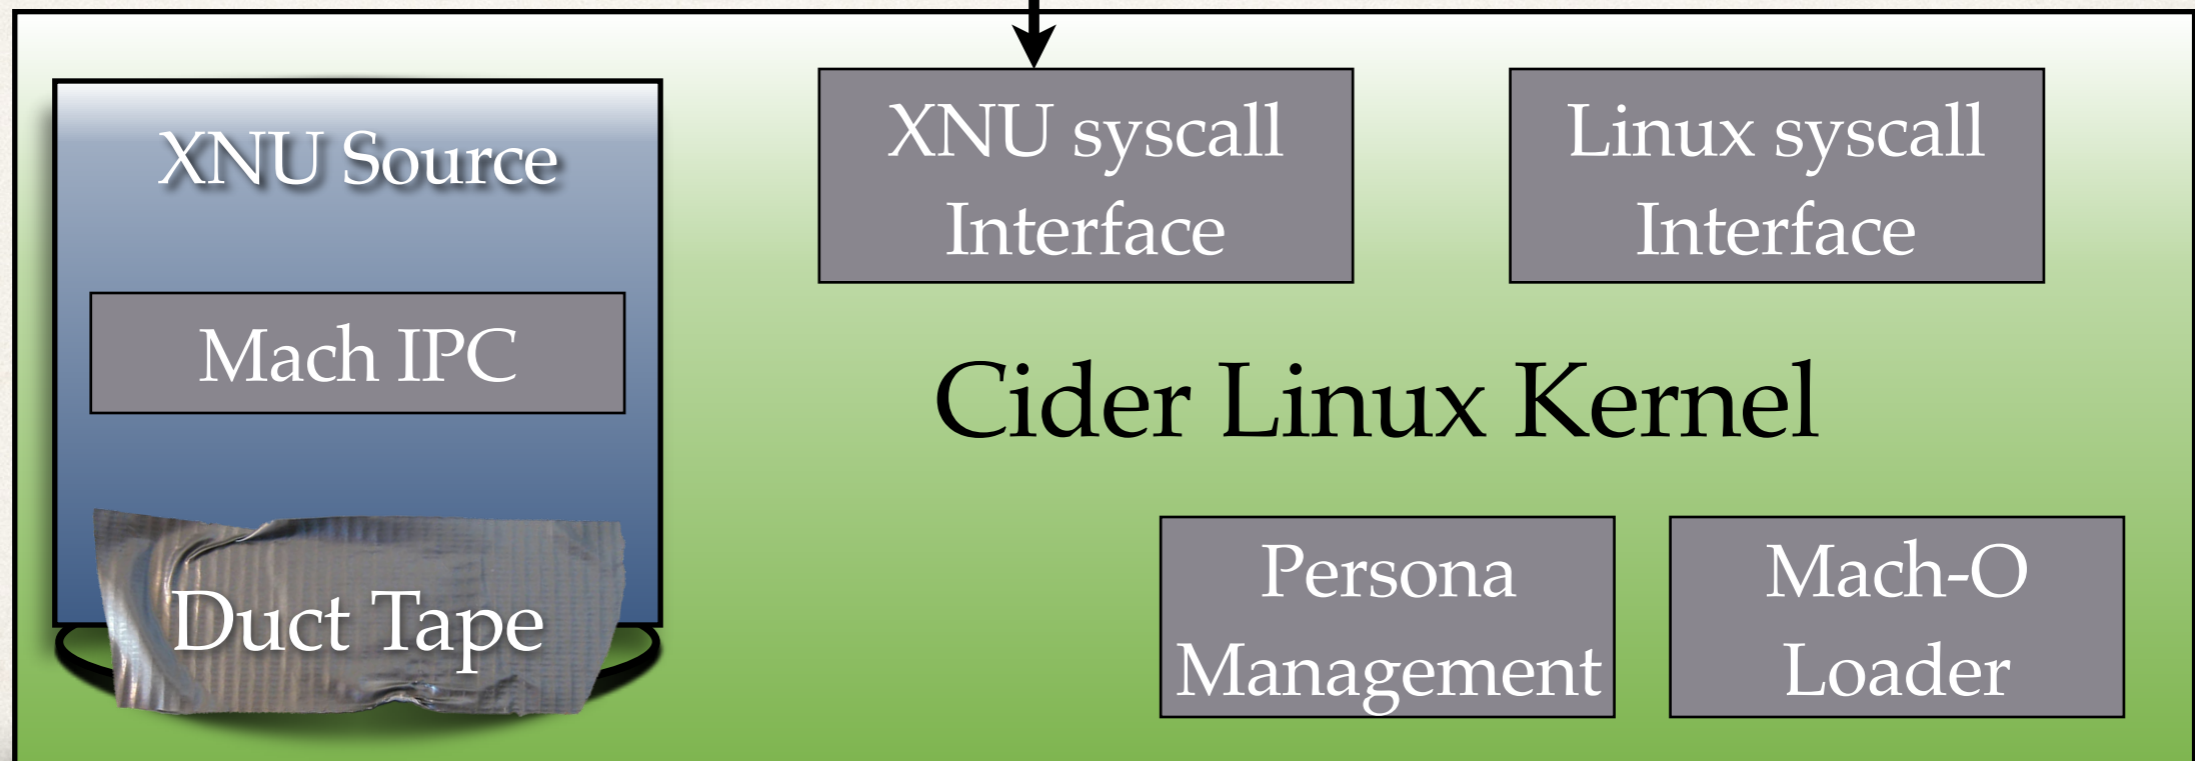 XNU Source
Mach IPC
Duct Tape
XNU syscall
Interface
Linux syscall
Interface
Cider Linux Kernel
Persona
Management
Mach-O
Loader